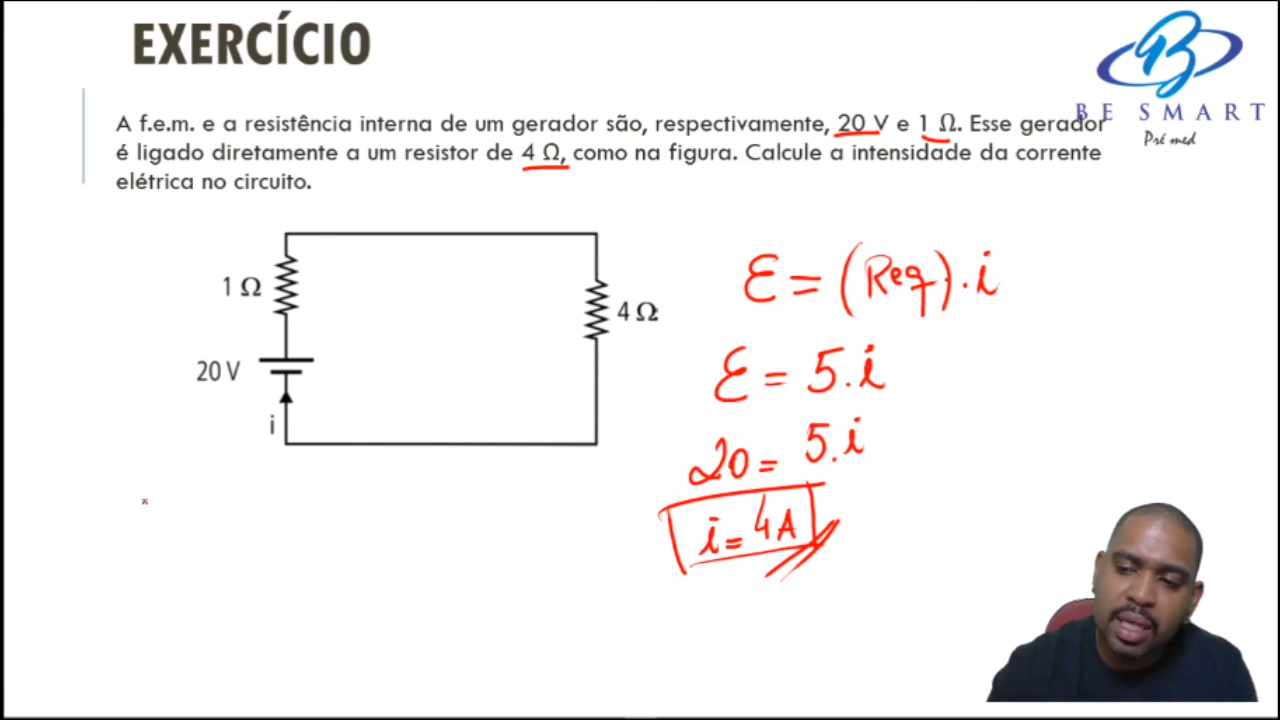 EXERCÍCIO
BE SMART
Pré med
A f.e.m. e a resistência interna de um gerador são, respectivamente, 20 V e 1 Ω. Esse gerador
é ligado diretamente a um resistor de 4 Ω, como na figura. Calcule a intensidade da corrente
elétrica no circuito.
1 Ω
4 Ω
20 V
i
ε = (Req).i
ε = 5.i
20 = 5.i
i = 4A